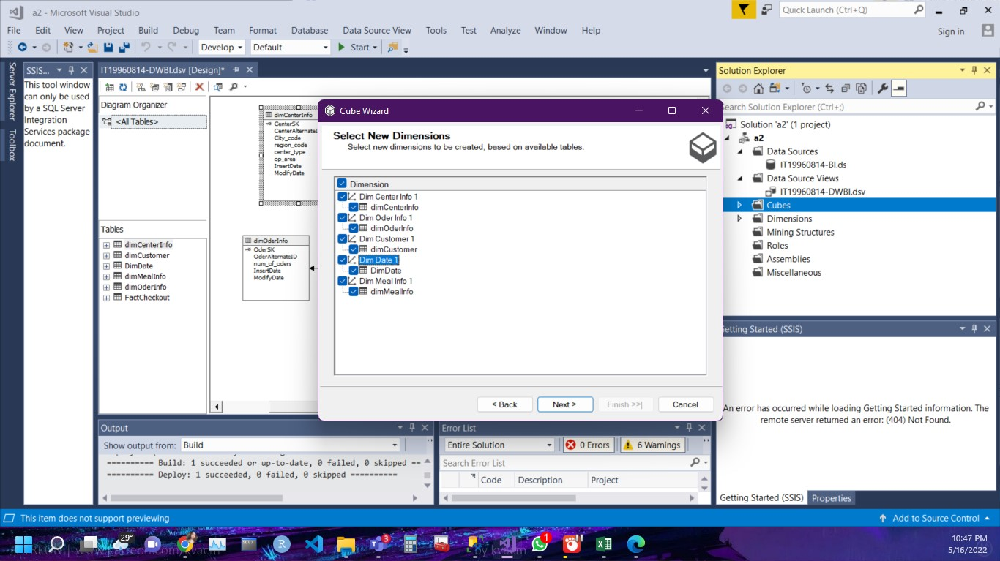 a2 - Microsoft Visual Studio
Quick Launch (Ctrl+Q)
File Edit View Project Build Debug Team Format Database Data Source View Tools Test Analyze Window Help
Sign in
Develop Default Start
Server Explorer
Toolbox
SSIS...
This tool window
can only be used
by a SQL Server
Integration
Services package
document.
IT19960814-DWBI.dsv [Design]*
Diagram Organizer
<All Tables>
Tables
dimCenterInfo
dimCustomer
DimDate
dimMealInfo
dimOderInfo
FactCheckout
dimCenterInfo
CenterSK
CenterAlternateI
City_code
region_code
center_type
op_area
InsertDate
ModifyDate
dimOderInfo
OderSK
OderAlternateID
num_of_oders
InsertDate
ModifyDate
Cube Wizard
Select New Dimensions
Select new dimensions to be created, based on available tables.
Dimension
Dim Center Info 1
dimCenterInfo
Dim Oder Info 1
dimOderInfo
Dim Customer 1
dimCustomer
Dim Date 1
DimDate
Dim Meal Info 1
dimMealInfo
< Back Next > Finish >>| Cancel
Solution Explorer
Search Solution Explorer (Ctrl+;)
Solution 'a2' (1 project)
a2
Data Sources
IT19960814-BI.ds
Data Source Views
IT19960814-DWBI.dsv
Cubes
Dimensions
Mining Structures
Roles
Assemblies
Miscellaneous
Getting Started (SSIS)
An error has occurred while loading Getting Started information. The
remote server returned an error: (404) Not Found.
Getting Started (SSIS) Properties
Output
Show output from: Build
========== Build: 1 succeeded or up-to-date, 0 failed, 0 skipped ==
========== Deploy: 1 succeeded, 0 failed, 0 skipped ==========
Error List
Entire Solution 0 Errors 6 Warnings
Search Error List
Code Description Project
This item does not support previewing
Add to Source Control
29°
3
1
10:47 PM
5/16/2022